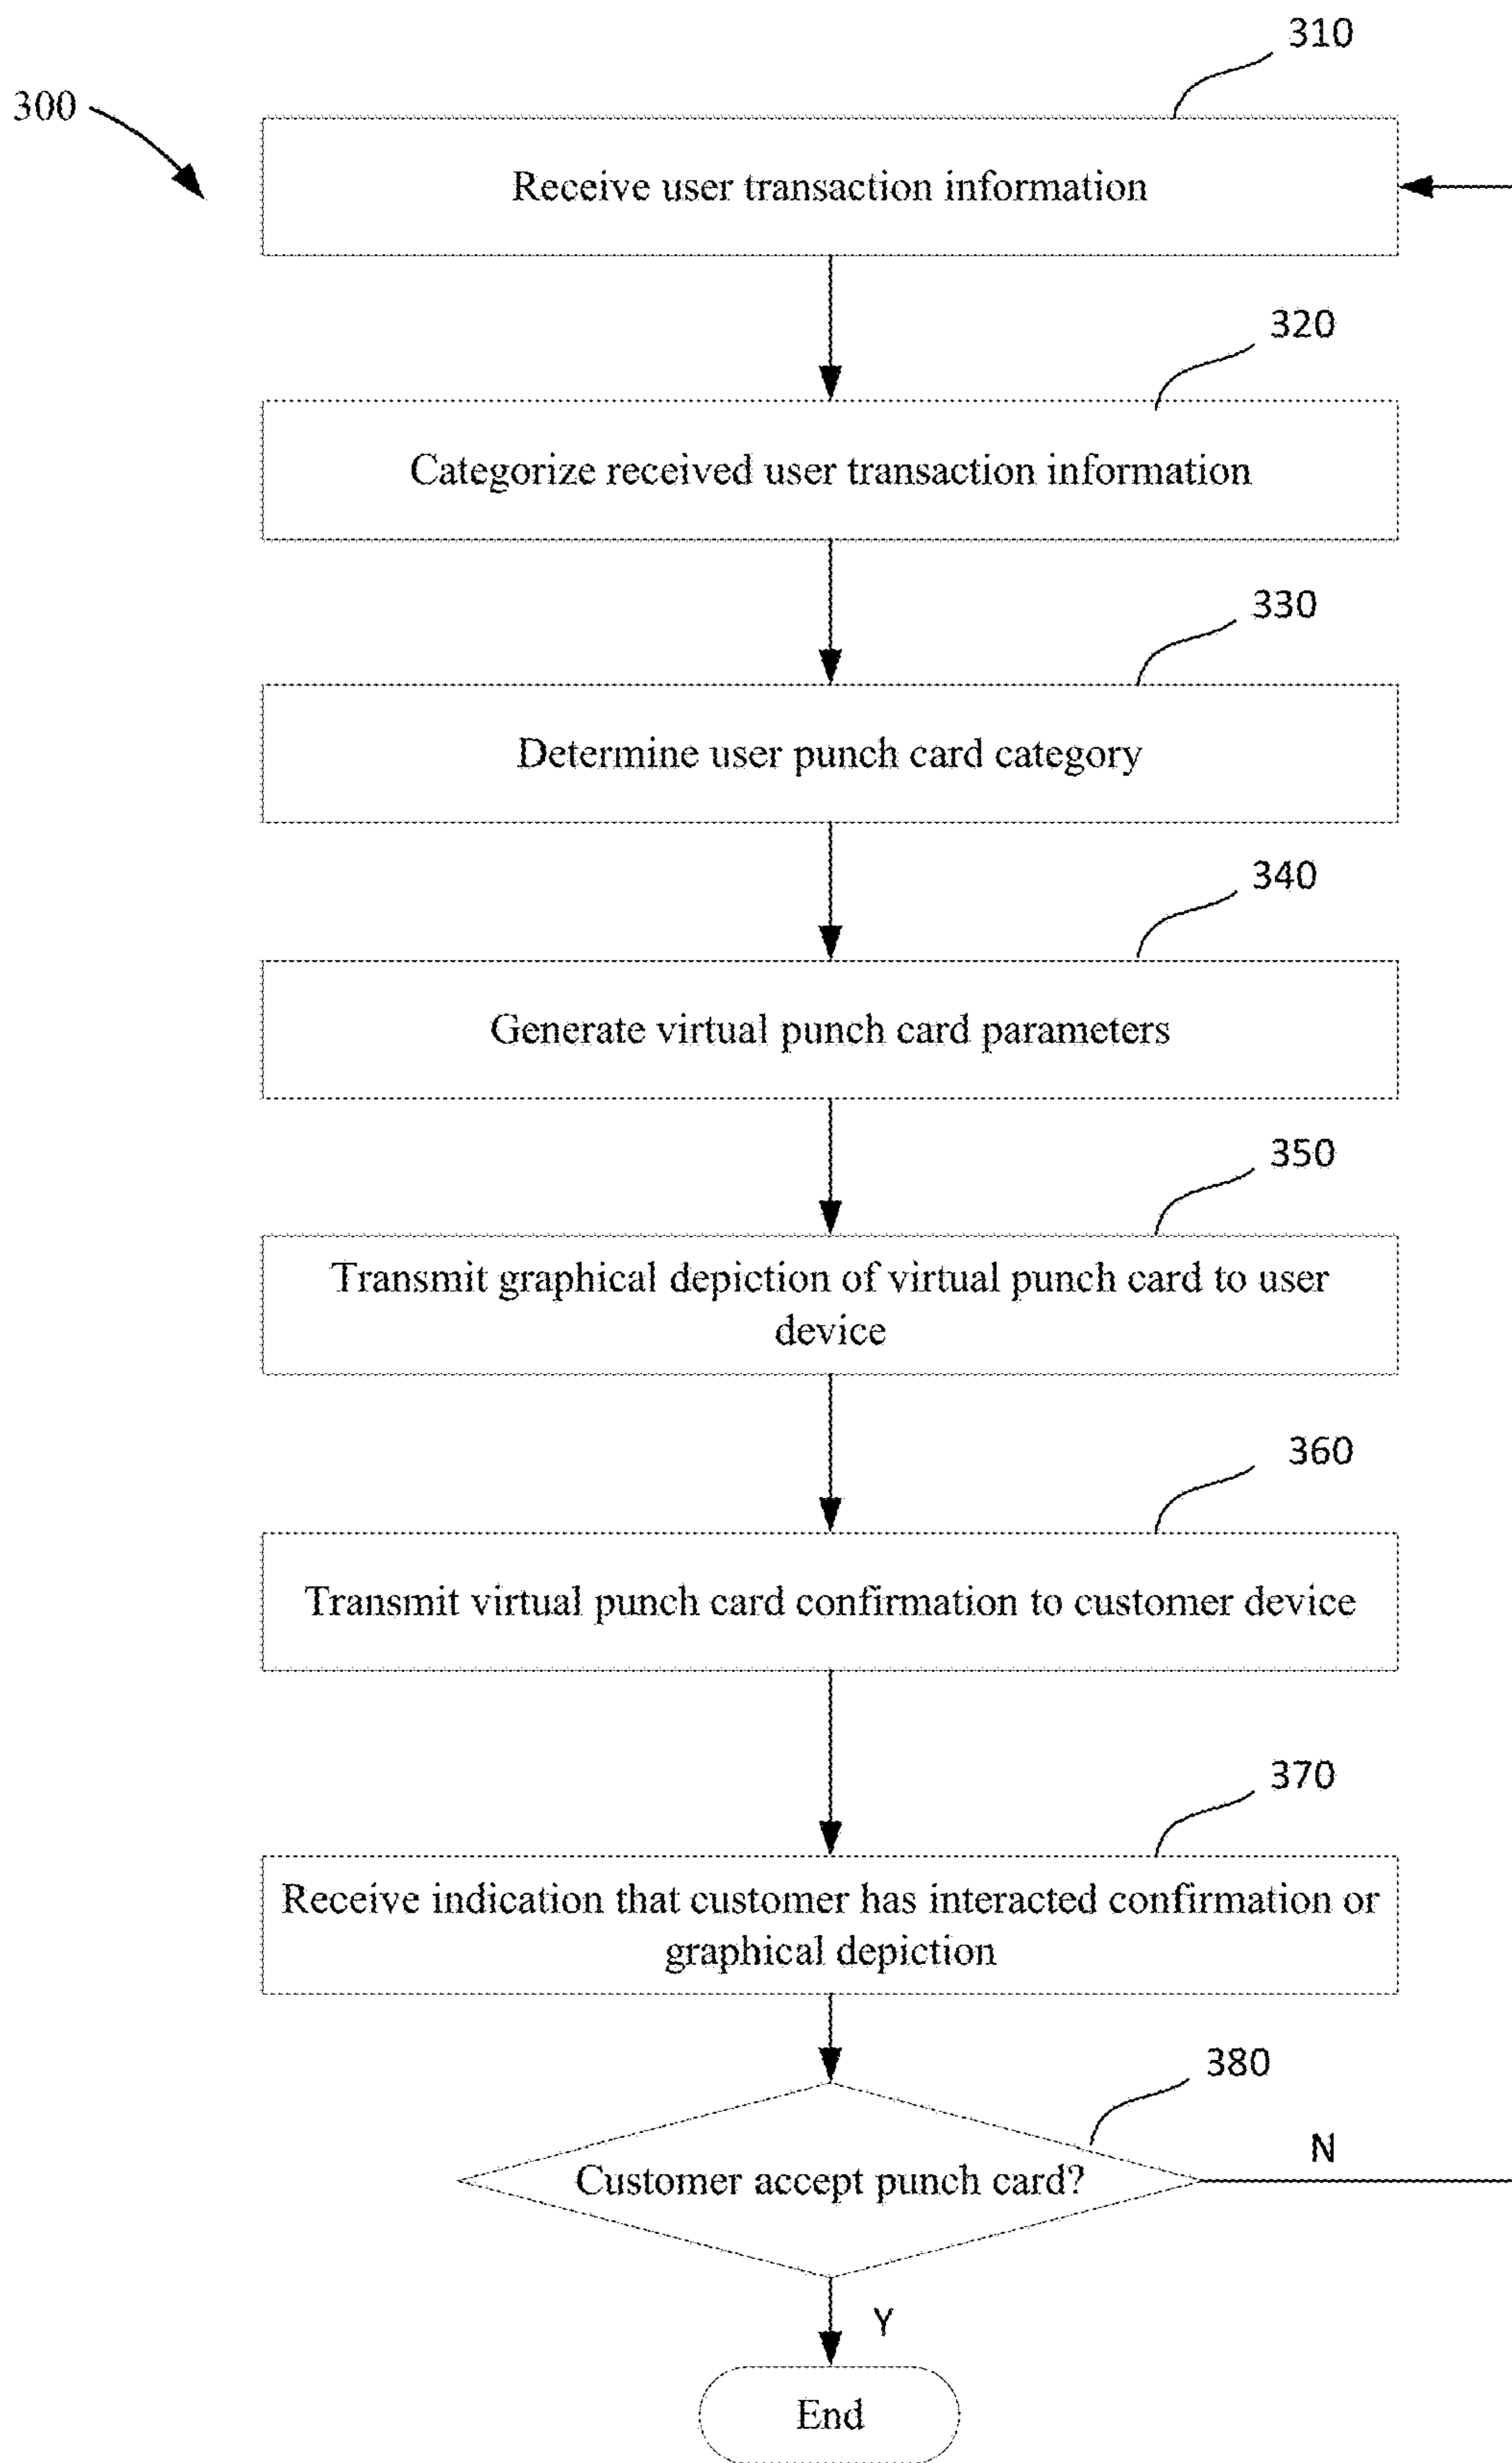 310
300
Receive user transaction information
320
Categorize received user transaction information
330
Determine user punch card category
340
Generate virtual punch card parameters
350
Transmit graphical depiction of virtual punch card to user
device
360
Transmit virtual punch card confirmation to customer device
370
Receive indication that customer has interacted confirmation or
graphical depiction
380
Customer accept punch card?
N
Y
End